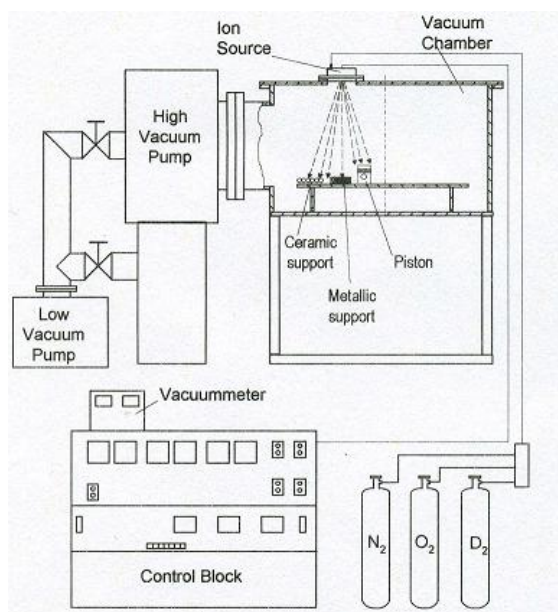 Ion
Source
Vacuum
Chamber
High
Vacuum
Pump
Ceramic
support
Piston
Metallic
support
Low
Vacuum
Pump
Vacuummeter
N2
O2
D2
Control Block